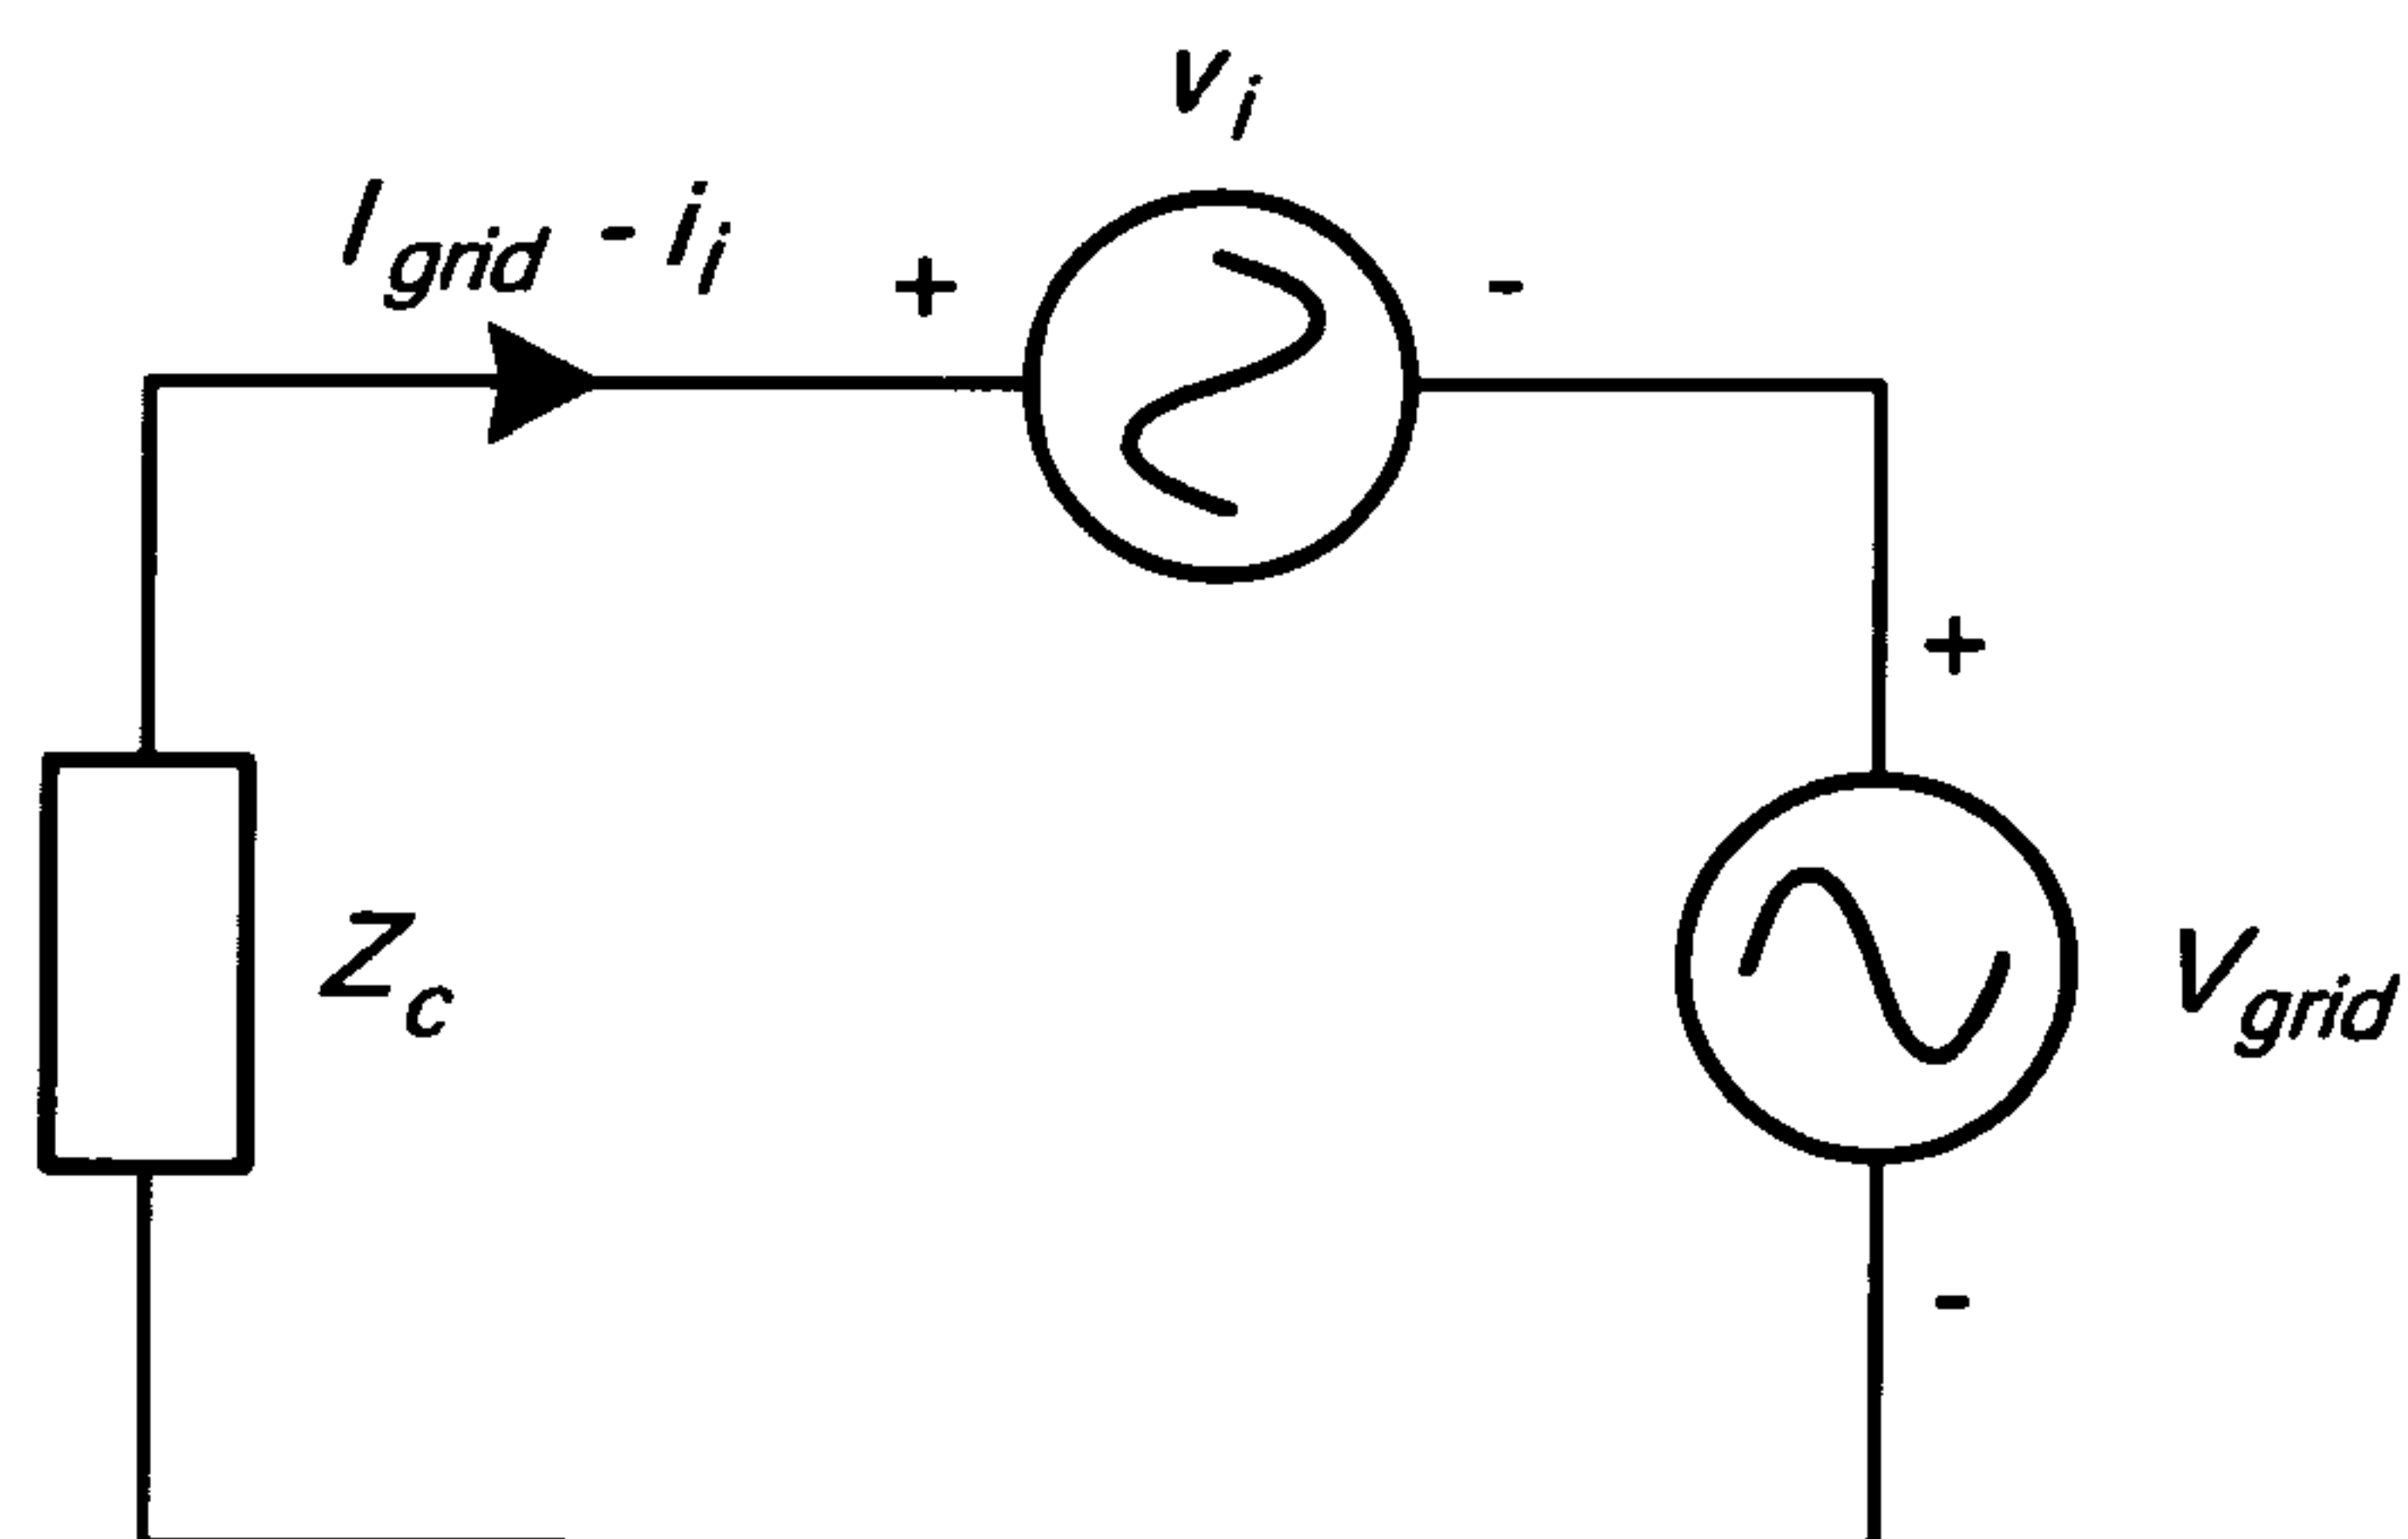 v_i
I_grid - i_i
+
-
+
Z_c
V_grid
-